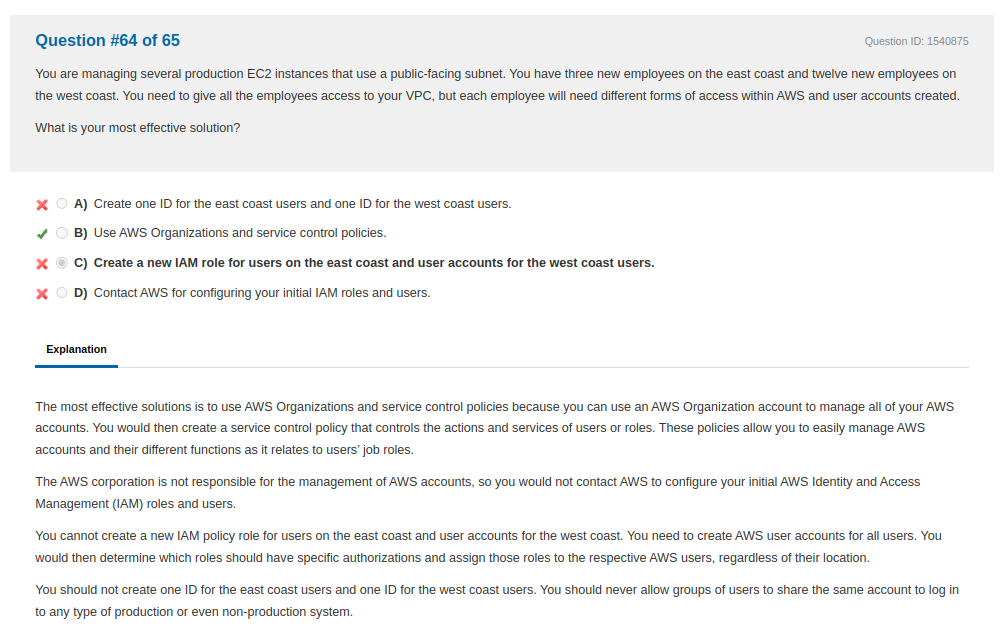 Question #64 of 65
Question ID: 1540875
You are managing several production EC2 instances that use a public-facing subnet. You have three new employees on the east coast and twelve new employees on
the west coast. You need to give all the employees access to your VPC, but each employee will need different forms of access within AWS and user accounts created.
What is your most effective solution?
A) Create one ID for the east coast users and one ID for the west coast users.
B) Use AWS Organizations and service control policies.
C) Create a new IAM role for users on the east coast and user accounts for the west coast users.
D) Contact AWS for configuring your initial IAM roles and users.
Explanation
The most effective solutions is to use AWS Organizations and service control policies because you can use an AWS Organization account to manage all of your AWS
accounts. You would then create a service control policy that controls the actions and services of users or roles. These policies allow you to easily manage AWS
accounts and their different functions as it relates to users' job roles.
The AWS corporation is not responsible for the management of AWS accounts, so you would not contact AWS to configure your initial AWS Identity and Access
Management (IAM) roles and users.
You cannot create a new IAM policy role for users on the east coast and user accounts for the west coast. You need to create AWS user accounts for all users. You
would then determine which roles should have specific authorizations and assign those roles to the respective AWS users, regardless of their location.
You should not create one ID for the east coast users and one ID for the west coast users. You should never allow groups of users to share the same account to log in
to any type of production or even non-production system.